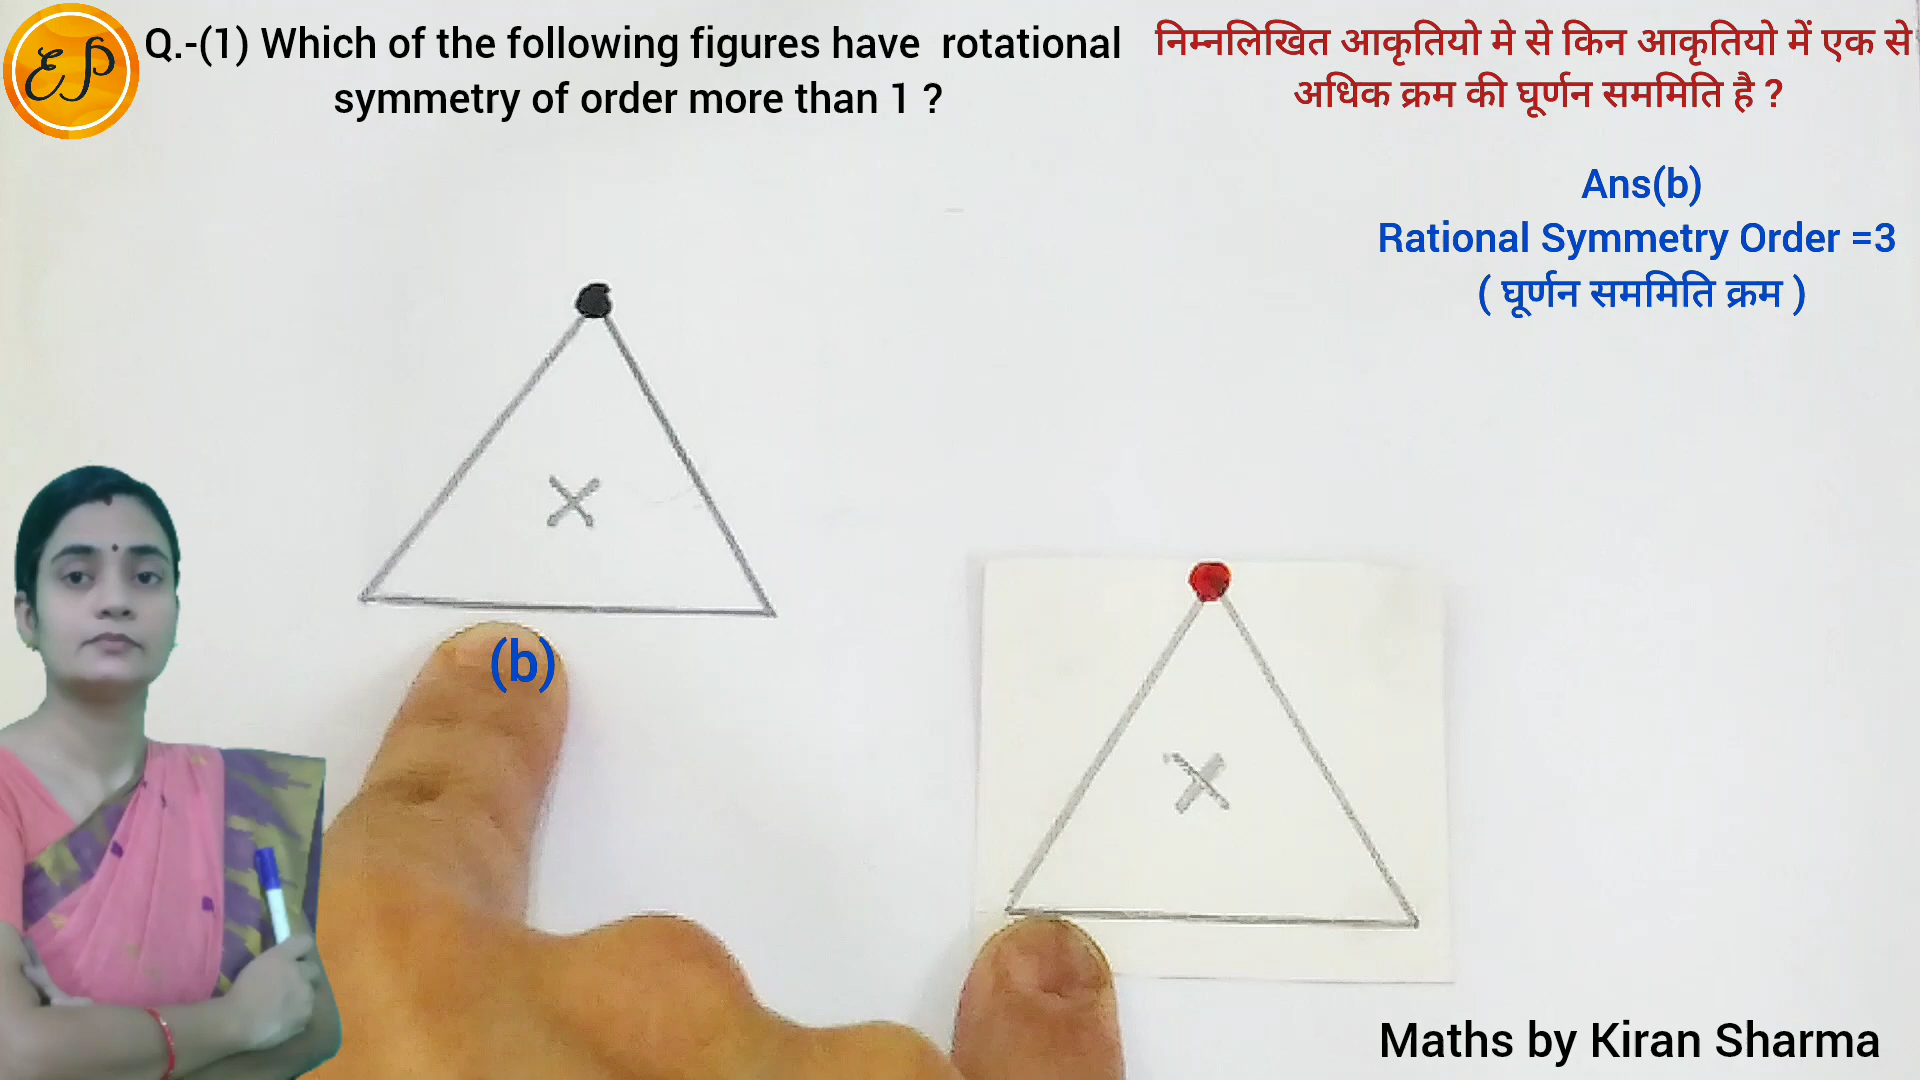 EP
Q.-(1) Which of the following figures have rotational
symmetry of order more than 1 ?
निम्नलिखित आकृतियो मे से किन आकृतियो में एक से
अधिक क्रम की घूर्णन सममिति है ?
Ans(b)
Rational Symmetry Order =3
( घूर्णन सममिति क्रम )
(b)
Maths by Kiran Sharma